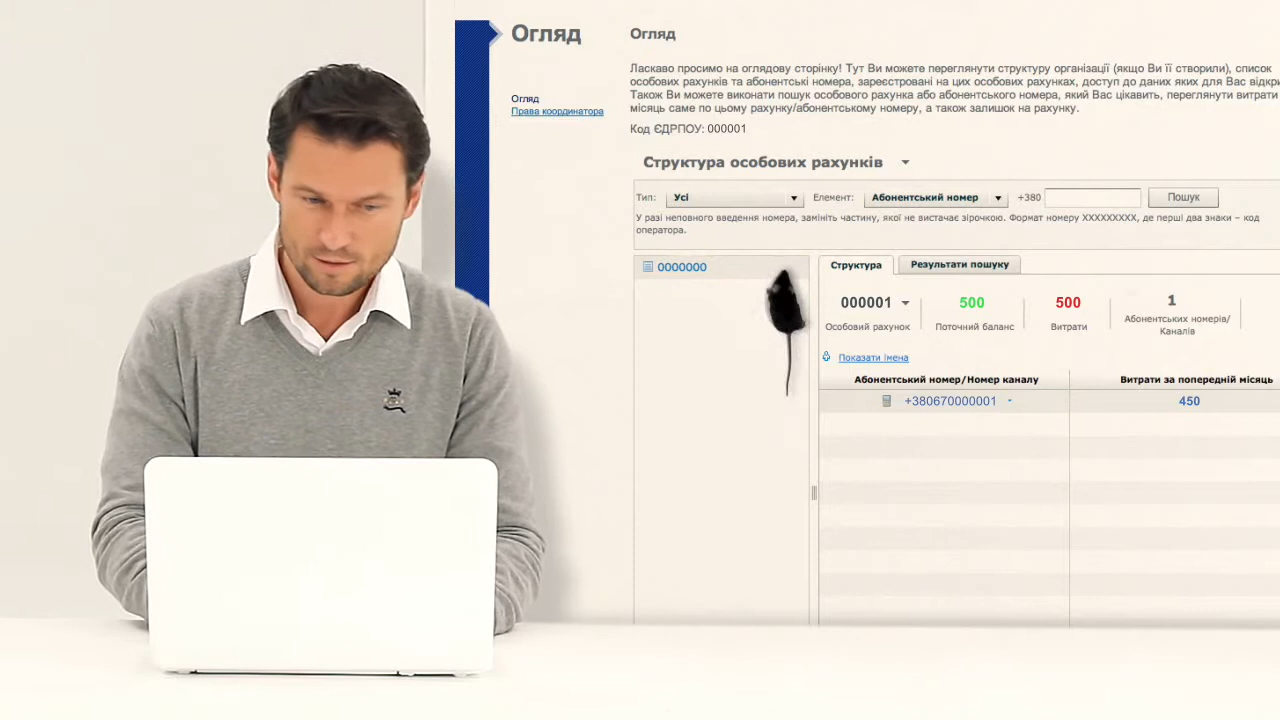 Огляд
Огляд
Права координатора
Огляд
Ласкаво просимо на оглядову сторінку! Тут Ви можете переглянути структуру організації (якщо Ви її створили), список
особових рахунків та абонентські номера, зареєстровані на цих особових рахунках, доступ до даних яких для Вас
Також Ви можете виконати пошук особового рахунка або абонентського номера, який Вас цікавить, переглянути витрати
місяць саме по цьому рахунку/абонентському номеру, а також залишок на рахунку.
Код ЄДРПОУ: 000001
Структура особових рахунків
Тип: Усі Елемент: Абонентський номер +380 Пошук
У разі неповного введення номера, замініть частину, якої не вистачає зірочкою. Формат номеру XXXXXXXXX, де перші два знаки – код
оператора.
0000000
Структура Результати пошуку
000001 500 500 1
Особовий рахунок Поточний баланс Витрати Абонентських номерів/
Каналів
Показати імена
Абонентський номер/Номер каналу Витрати за попередній місяць
+380670000001 450